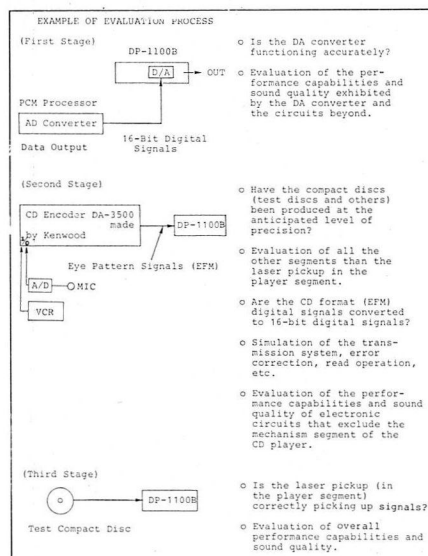 EXAMPLE OF EVALUATION PROCESS
(First Stage)
DP-1100B
D/A
OUT
PCM Processor
AD Converter
Data Output
16-Bit Digital
Signals
o Is the DA converter
functioning accurately?
o Evaluation of the per-
formance capabilities and
sound quality exhibited
by the DA converter and
the circuits beyond.
(Second Stage)
CD Encoder DA-3500
made
by Kenwood
DP-1100B
Eye Pattern Signals (EFM)
A/D
MIC
VCR
o Have the compact discs
(test discs and others)
been produced at the
anticipated level of
precision?
o Evaluation of all the
other segments than the
laser pickup in the
player segment.
o Are the CD format (EFM)
digital signals converted
to 16-bit digital signals?
o Simulation of the trans-
mission system, error
correction, read operation,
etc.
o Evaluation of the perfor-
mance capabilities and sound
quality of electronic
circuits that exclude the
mechanism segment of the
CD player.
(Third Stage)
DP-1100B
Test Compact Disc
o Is the laser pickup (in
the player segment)
correctly picking up signals?
o Evaluation of overall
performance capabilities and
sound quality.